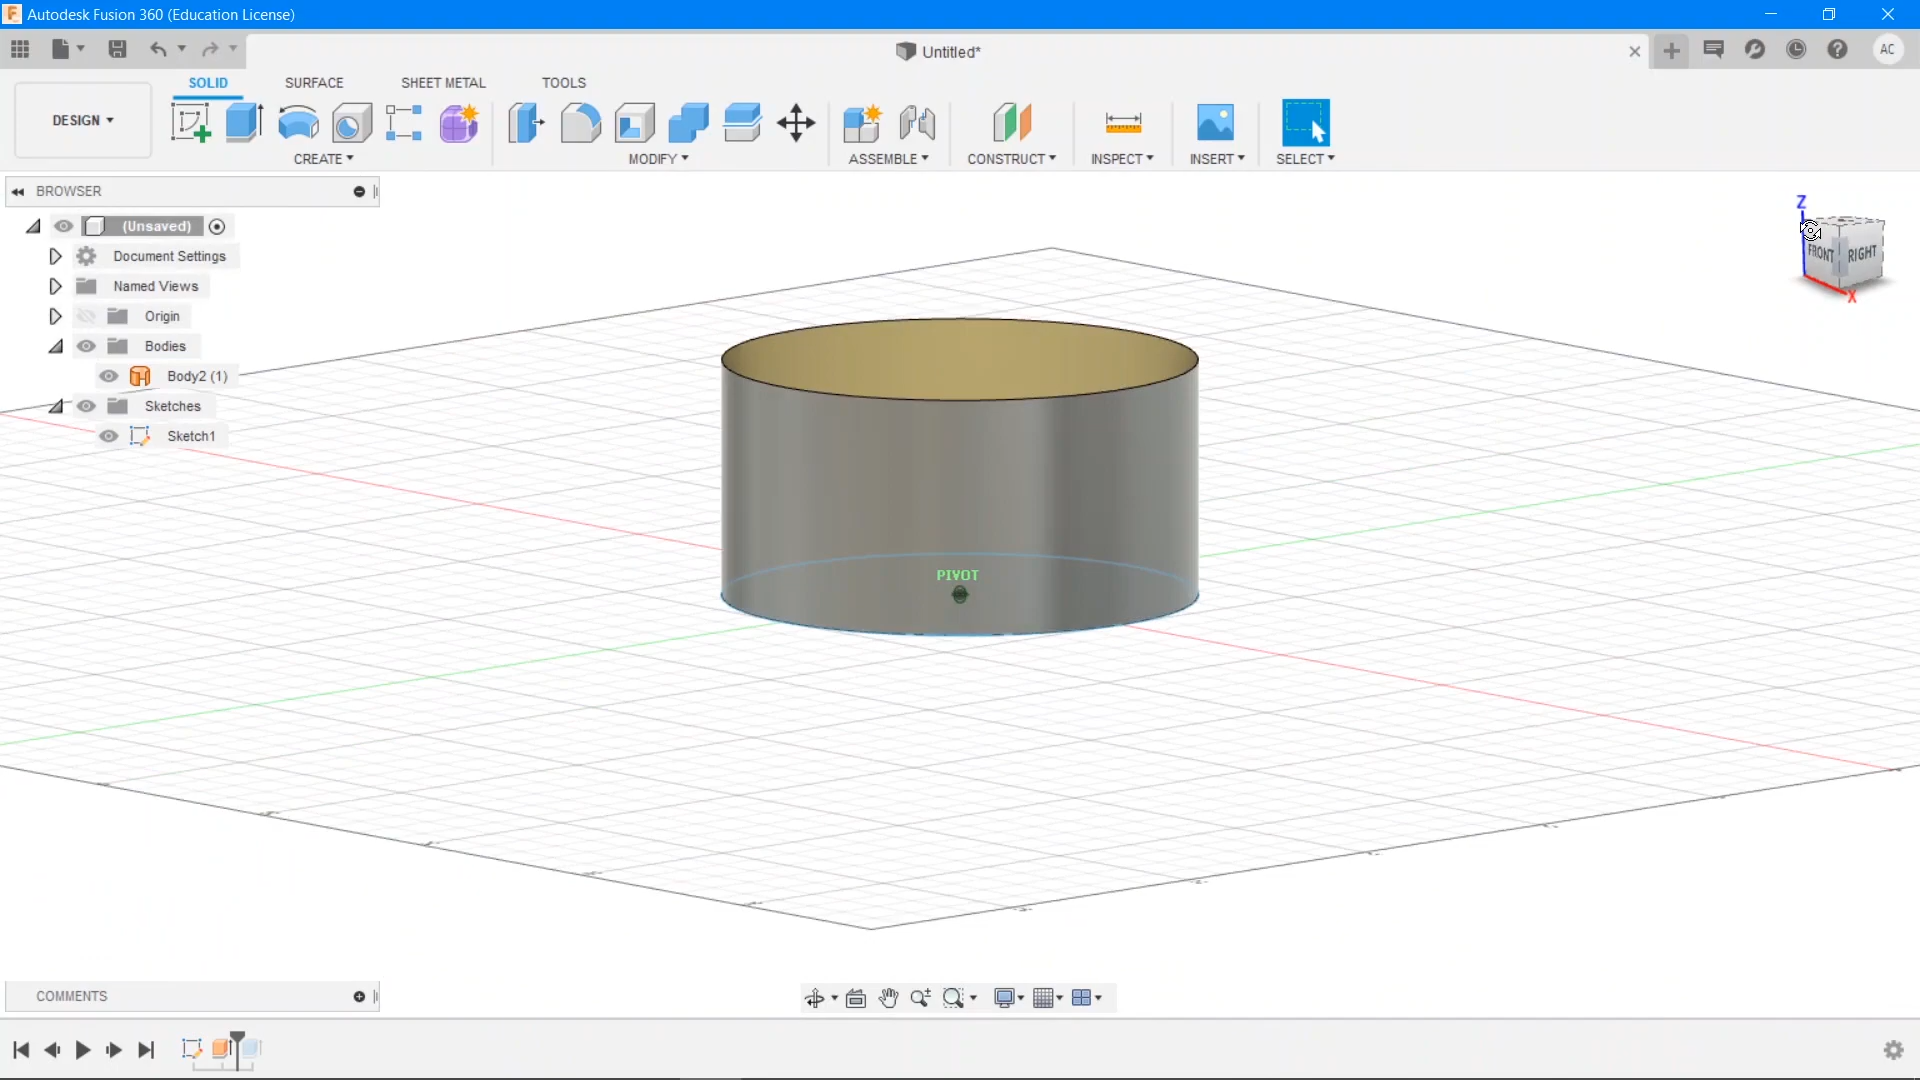 Autodesk Fusion 360 (Education License)
Untitled*
AC
SOLID SURFACE SHEET METAL TOOLS
DESIGN
CREATE MODIFY ASSEMBLE CONSTRUCT INSPECT INSERT SELECT
BROWSER
(Unsaved)
Document Settings
Named Views
Origin
Bodies
Body2 (1)
Sketches
Sketch1
Z
FRONT RIGHT
X
PIVOT
COMMENTS